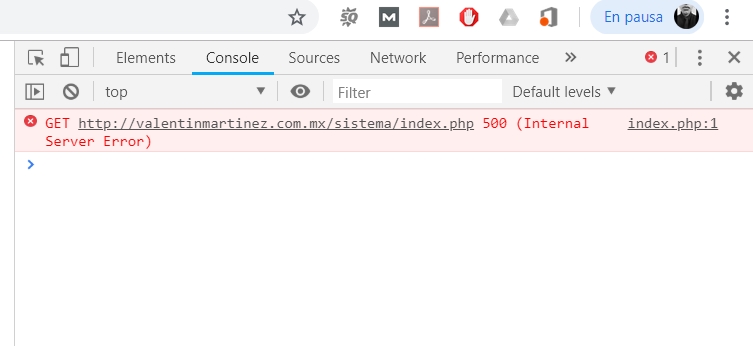 En pausa
Elements Console Sources Network Performance » 1
top Filter Default levels
GET http://valentinmartinez.com.mx/sistema/index.php 500 (Internal index.php:1
Server Error)